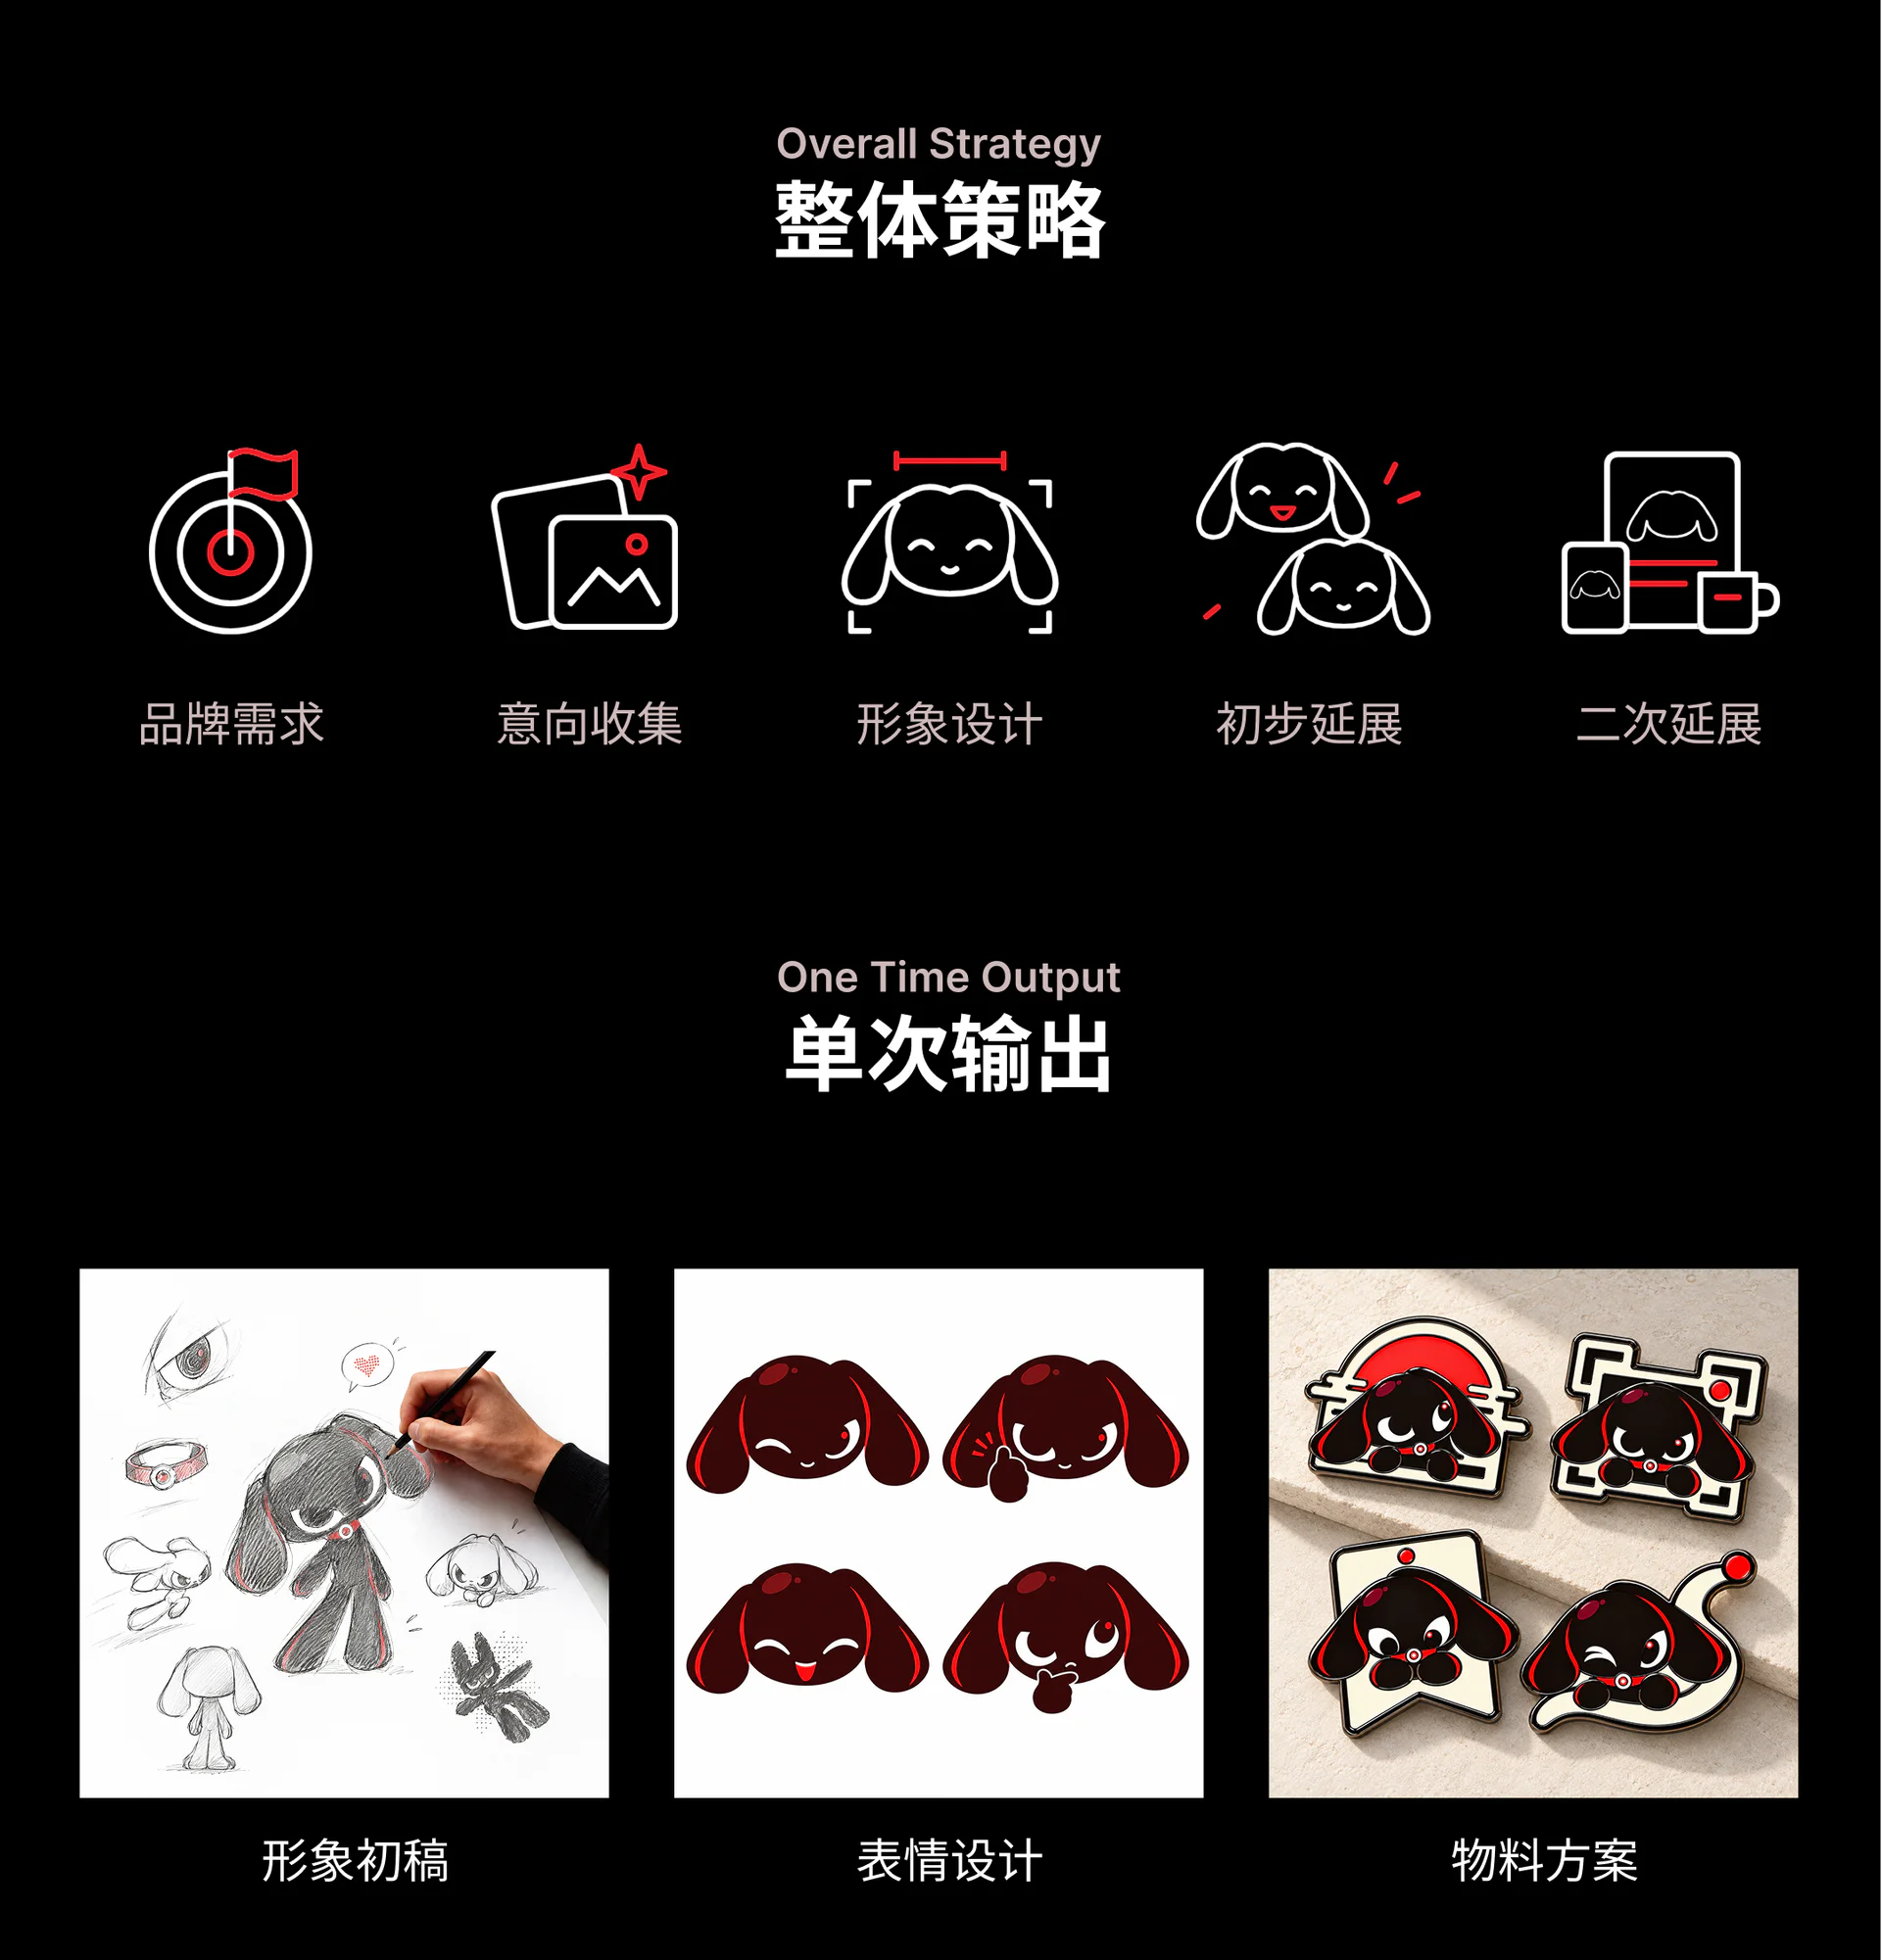 Overall Strategy
整体策略
品牌需求
意向收集
形象设计
初步延展
二次延展
One Time Output
单次输出
形象初稿
表情设计
物料方案